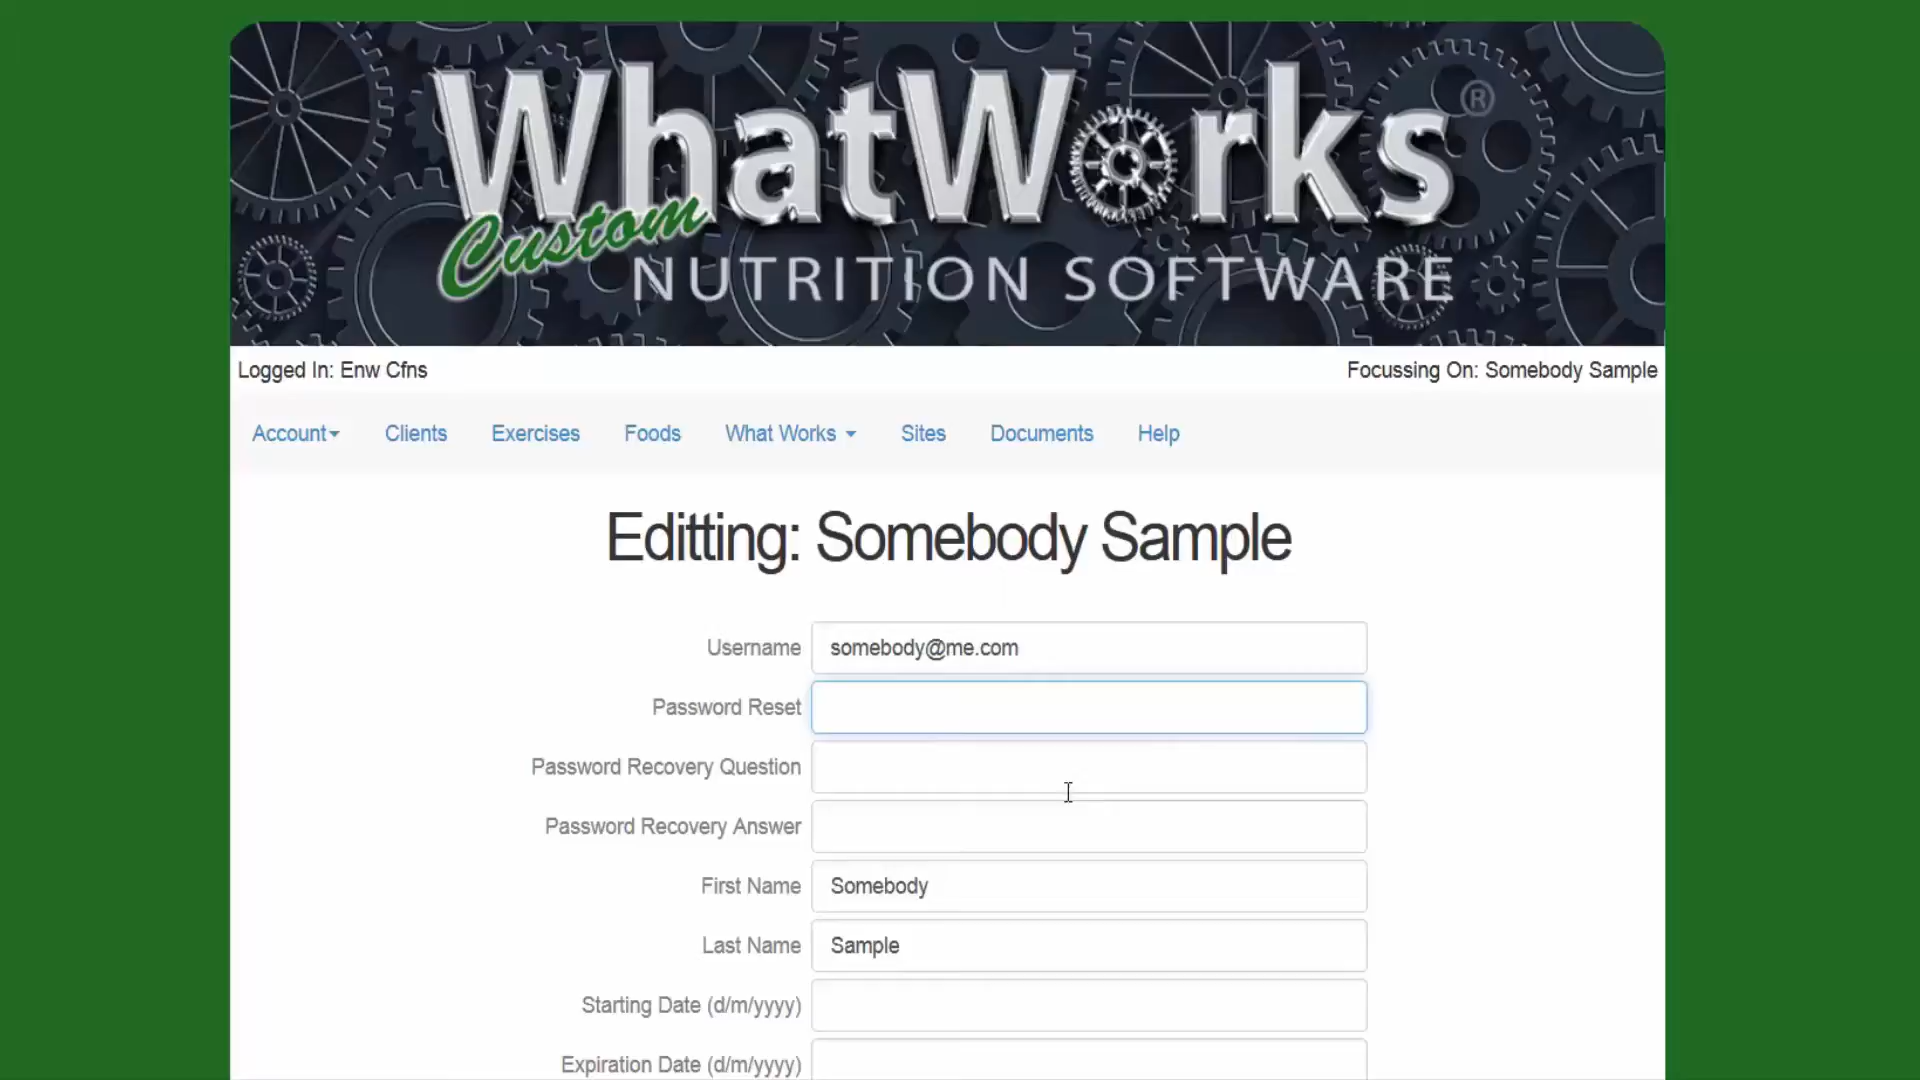 WhatWorks ®
Custom
NUTRITION SOFTWARE
Logged In: Enw Cfns
Focussing On: Somebody Sample
Account Clients Exercises Foods What Works Sites Documents Help
Editting: Somebody Sample
Username somebody@me.com
Password Reset
Password Recovery Question
Password Recovery Answer
First Name Somebody
Last Name Sample
Starting Date (d/m/yyyy)
Expiration Date (d/m/yyyy)